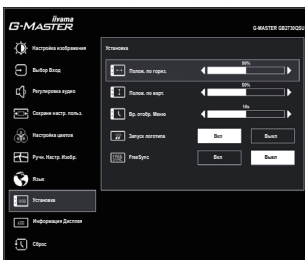 iiyama
G-MASTER
G-MASTER GB2730QSU
Настройка изображения
Установка
Полож. по гориз.
50%
Выбор Вход
Полож. по верт.
50%
Регулировка аудио
Вр. отобр. Меню
10s
Сохрани настр. польз.
Запуск логотипа
Вкл
Выкл
Настройка цветов
FreeSync
Вкл
Выкл
Ручн. Настр. Изобр.
Язык
Установка
Информация Дисплея
Сброс